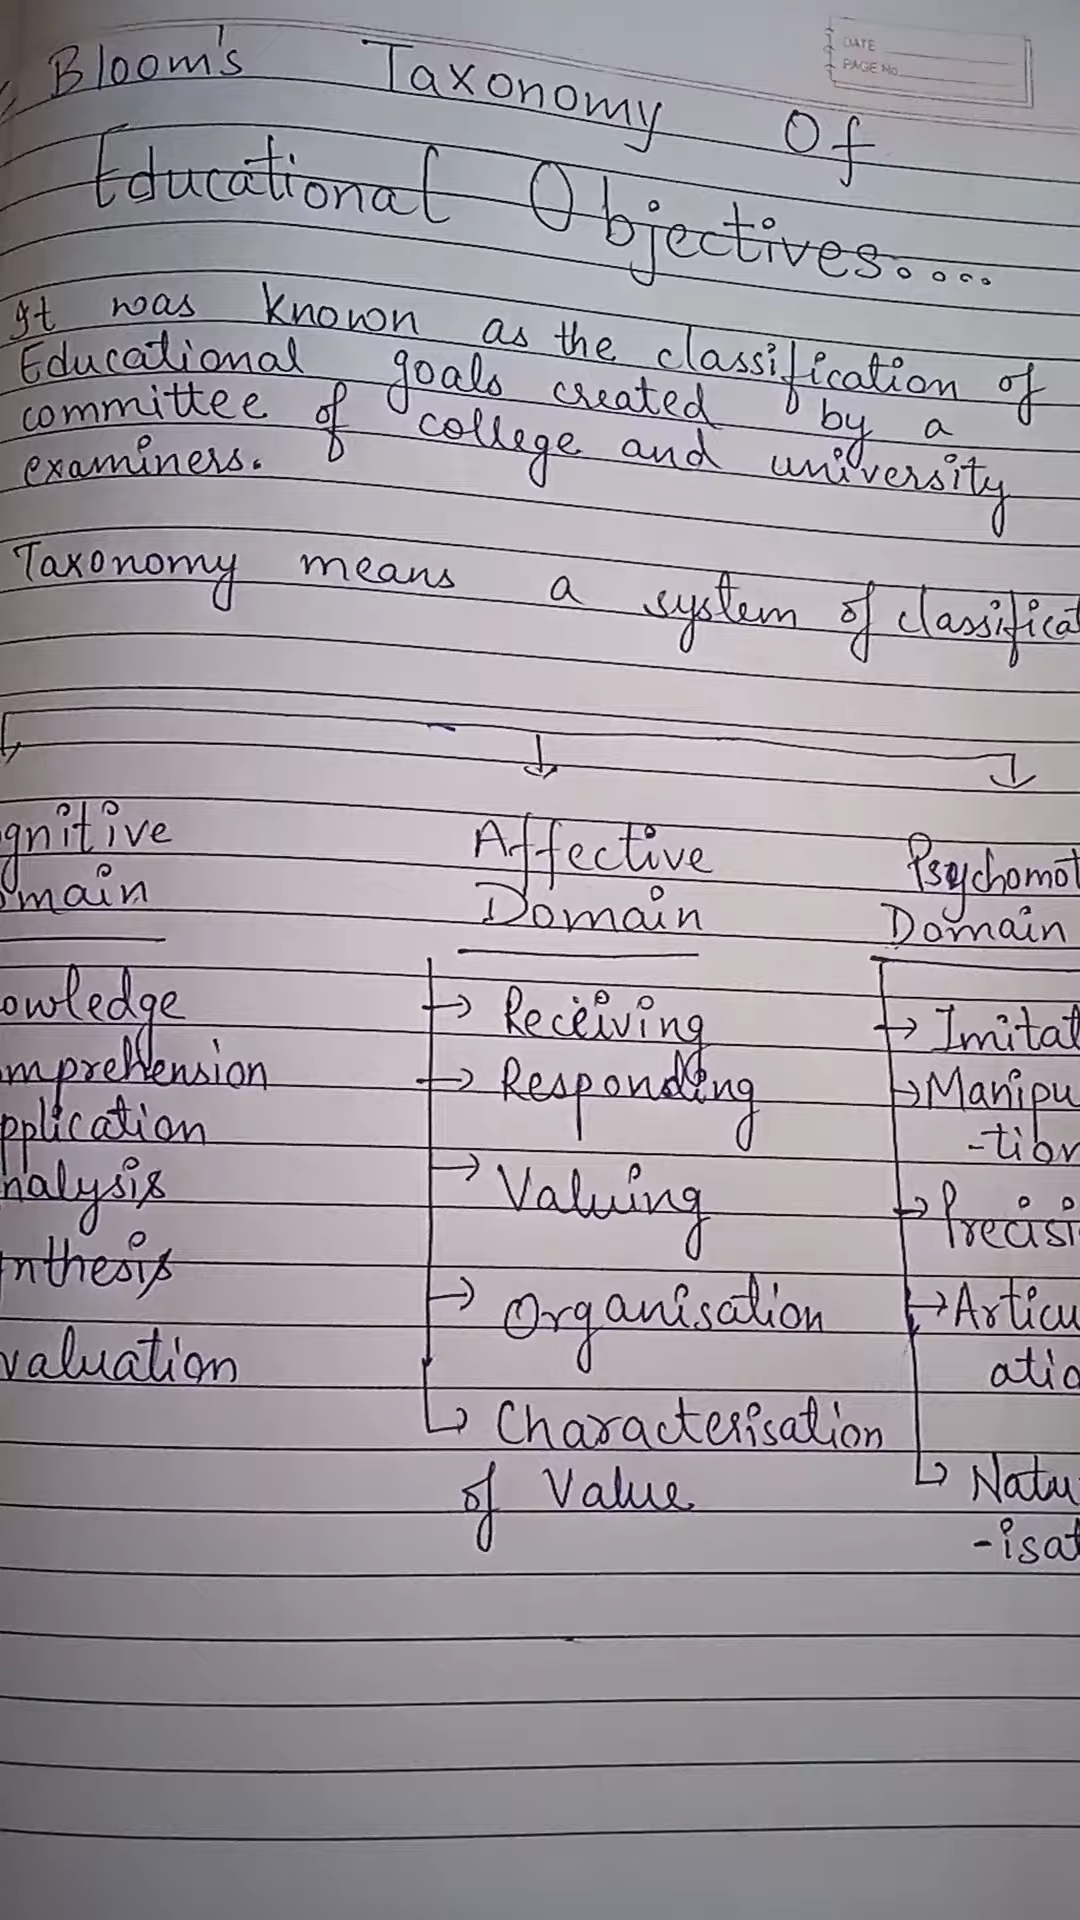 DATE
PAGE No.
Bloom's Taxonomy Of
Educational Objectives....
It was known as the classification of
Educational goals created by a
committee of college and university
examiners.
Taxonomy means a system of classificat
gnitive
main
owledge
mprehension
pplication
nalysis
nthesis
valuation
Affective
Domain
→ Receiving
→ Responding
→ Valuing
→ Organisation
↳ Characterisation
of Value
Psychomot
Domain
→ Imitat
→ Manipu
-tion
→ Precisi
→ Articu
atio
↳ Natu
-isat